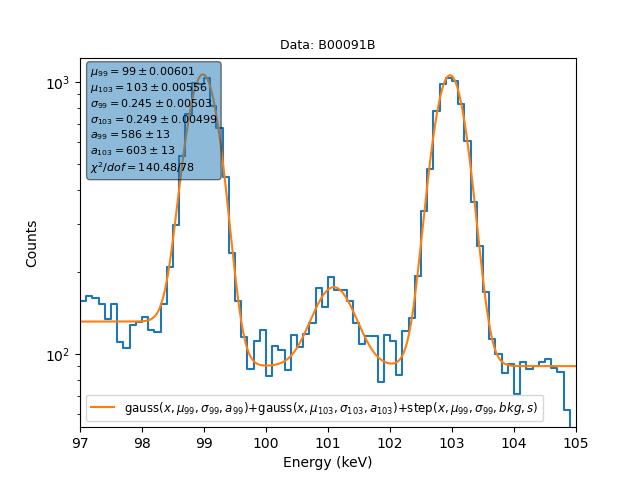 Data: B00091B
μ₉₉ = 99 ± 0.00601
μ₁₀₃ = 103 ± 0.00556
σ₉₉ = 0.245 ± 0.00503
σ₁₀₃ = 0.249 ± 0.00499
a₉₉ = 586 ± 13
a₁₀₃ = 603 ± 13
χ²/dof = 140.48/78
10³
10²
Counts
gauss(x, μ₉₉, σ₉₉, a₉₉)+gauss(x, μ₁₀₃, σ₁₀₃, a₁₀₃)+step(x, μ₉₉, σ₉₉, bkg, s)
97 98 99 100 101 102 103 104 105
Energy (keV)